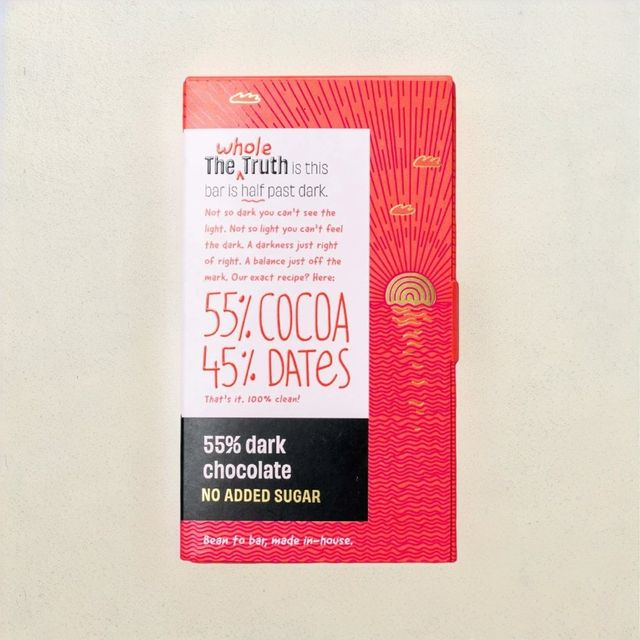 whole
The Truth is this
bar is half past dark.
Not so dark you can't see the
light. Not so light you can't feel
the dark. A darkness just right
of right. A balance just off the
mark. Our exact recipe? Here:
55% COCOA
45% DATES
That's it. 100% clean!
55% dark
chocolate
NO ADDED SUGAR
Bean to bar, made in-house.